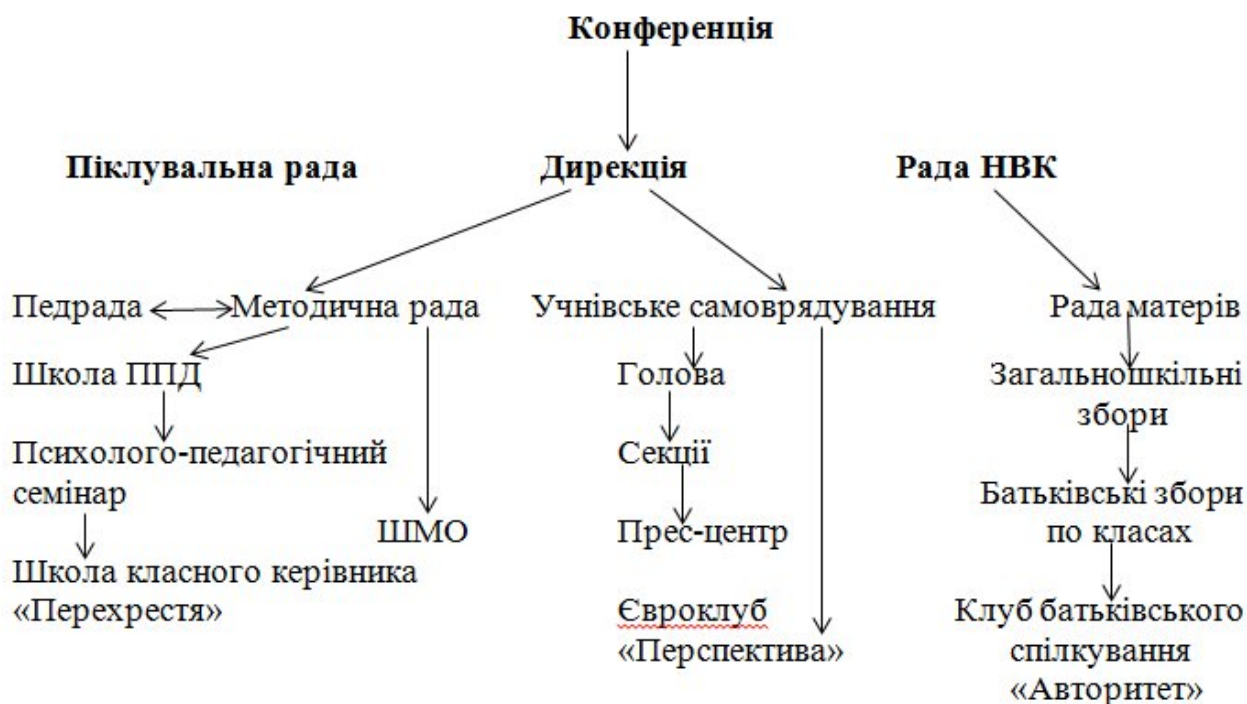 Конференція
Піклувальна рада Дирекція Рада НВК
Педрада Методична рада Учнівське самоврядування Рада матерів
Школа ППД
Психолого-педагогічний
семінар
Школа класного керівника
«Перехрестя»
ШМО
Голова
Секції
Прес-центр
Євроклуб
«Перспектива»
Загальношкільні
збори
Батьківські збори
по класах
Клуб батьківського
спілкування
«Авторитет»